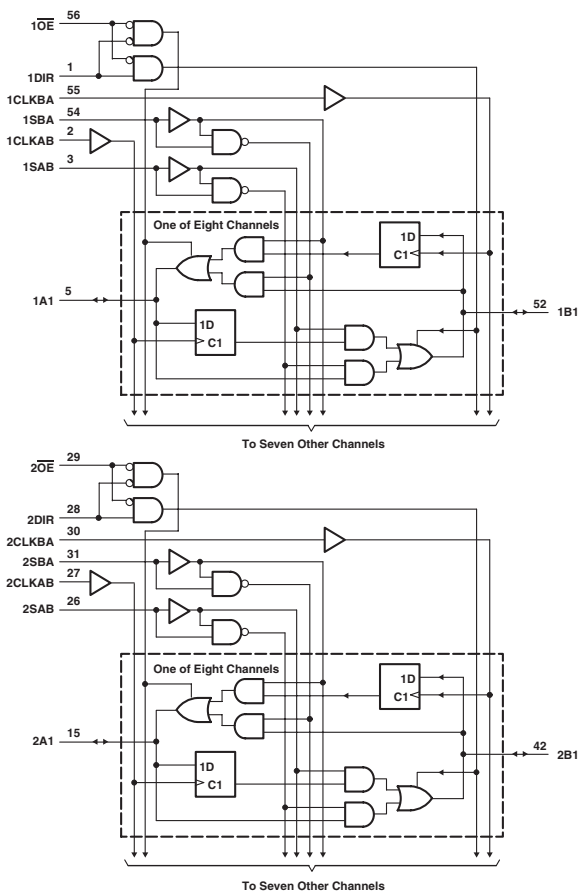 1OE 56
1DIR 1
1CLKBA 55
1SBA 54
1CLKAB 2
1SAB 3
One of Eight Channels
1D
C1
1A1 5
52 1B1
1D
C1
To Seven Other Channels
2OE 29
2DIR 28
2CLKBA 30
2SBA 31
2CLKAB 27
2SAB 26
One of Eight Channels
1D
C1
2A1 15
42 2B1
1D
C1
To Seven Other Channels